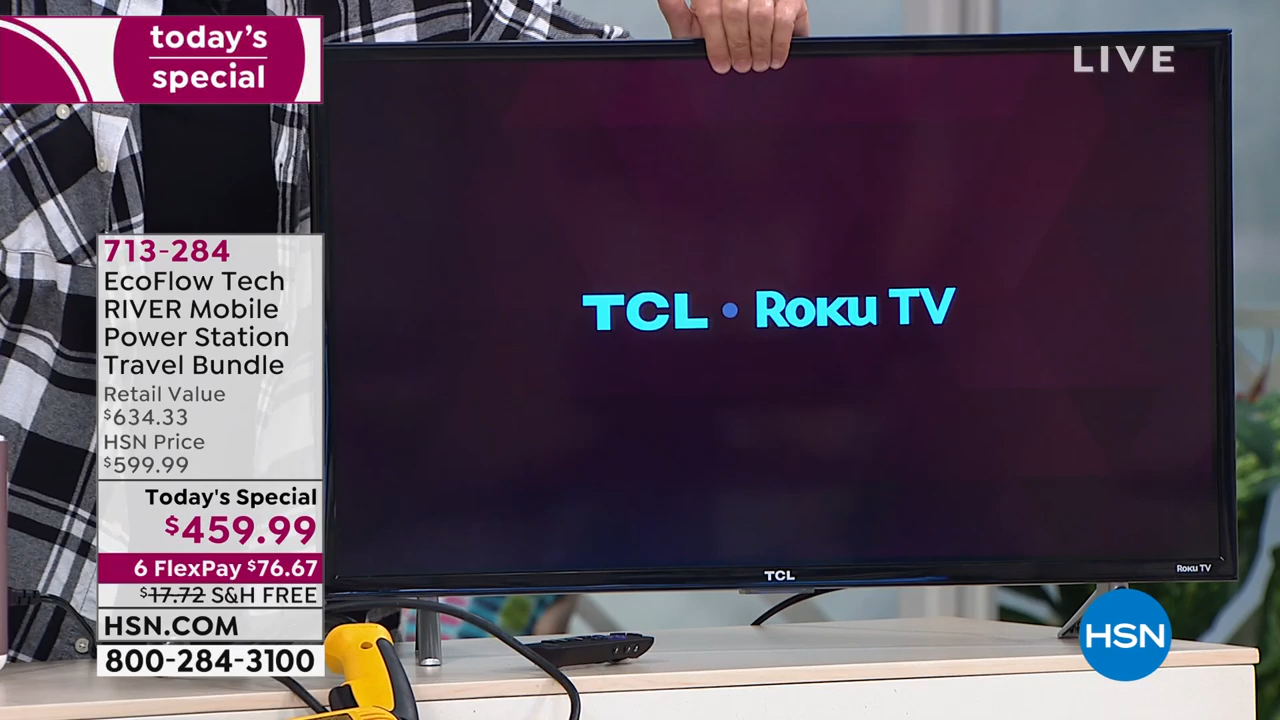 today's
special
LIVE
713-284
EcoFlow Tech
RIVER Mobile
Power Station
Travel Bundle
Retail Value
$634.33
HSN Price
$599.99
Today's Special
$459.99
6 FlexPay $76.67
$17.72 S&H FREE
HSN.COM
800-284-3100
TCL • Roku TV
TCL
Roku TV
HSN